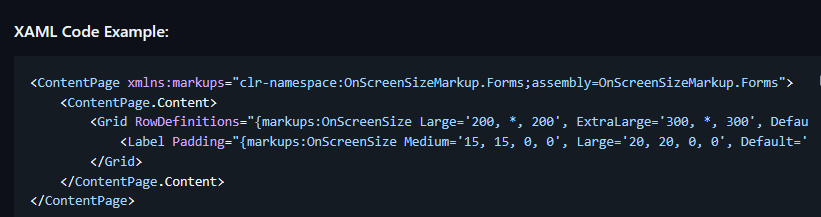 XAML Code Example:
<ContentPage xmlns:markups="clr-namespace:OnScreenSizeMarkup.Forms;assembly=OnScreenSizeMarkup.Forms">
<ContentPage.Content>
<Grid RowDefinitions="{markups:OnScreenSize Large='200, *, 200', ExtraLarge='300, *, 300', Defau
<Label Padding="{markups:OnScreenSize Medium='15, 15, 0, 0', Large='20, 20, 0, 0', Default='
</Grid>
</ContentPage.Content>
</ContentPage>